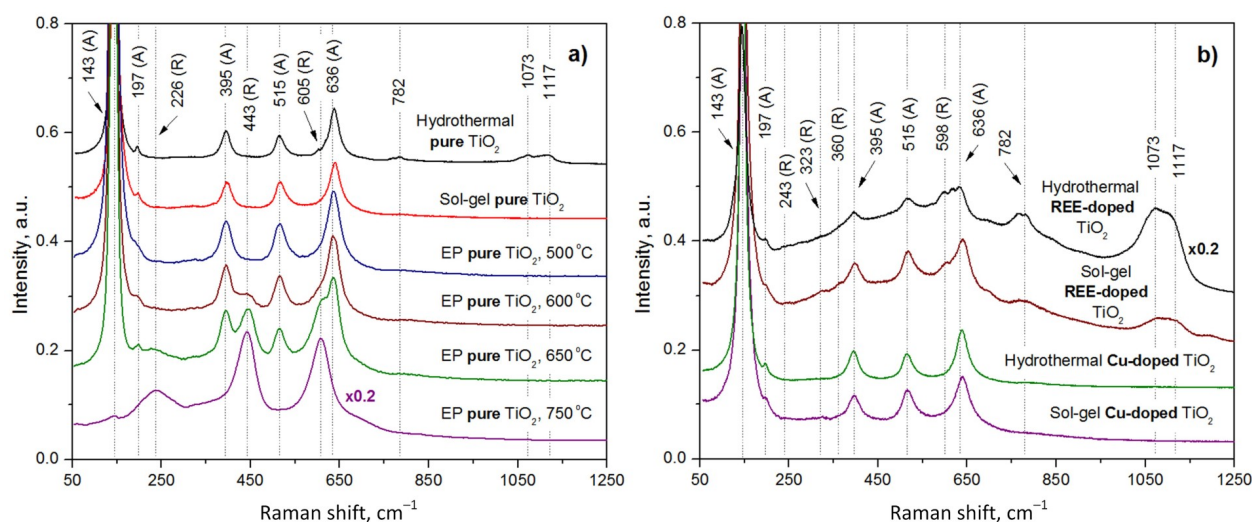 a)
0.8
0.6
0.4
0.2
0.0
Intensity, a.u.
143 (A)
197 (A)
226 (R)
395 (A)
443 (R)
515 (A)
605 (R)
636 (A)
782
1073
1117
Hydrothermal
pure TiO2
Sol-gel pure TiO2
EP pure TiO2, 500 °C
EP pure TiO2, 600 °C
EP pure TiO2, 650 °C
x0.2
EP pure TiO2, 750 °C
50 250 450 650 850 1050 1250
Raman shift, cm−1
b)
0.8
0.6
0.4
0.2
0.0
Intensity, a.u.
143 (A)
197 (A)
243 (R)
323 (R)
360 (R)
395 (A)
515 (A)
598 (R)
636 (A)
782
1073
1117
Hydrothermal
REE-doped
TiO2
x0.2
Sol-gel
REE-doped
TiO2
Hydrothermal Cu-doped TiO2
Sol-gel Cu-doped TiO2
50 250 450 650 850 1050 1250
Raman shift, cm−1